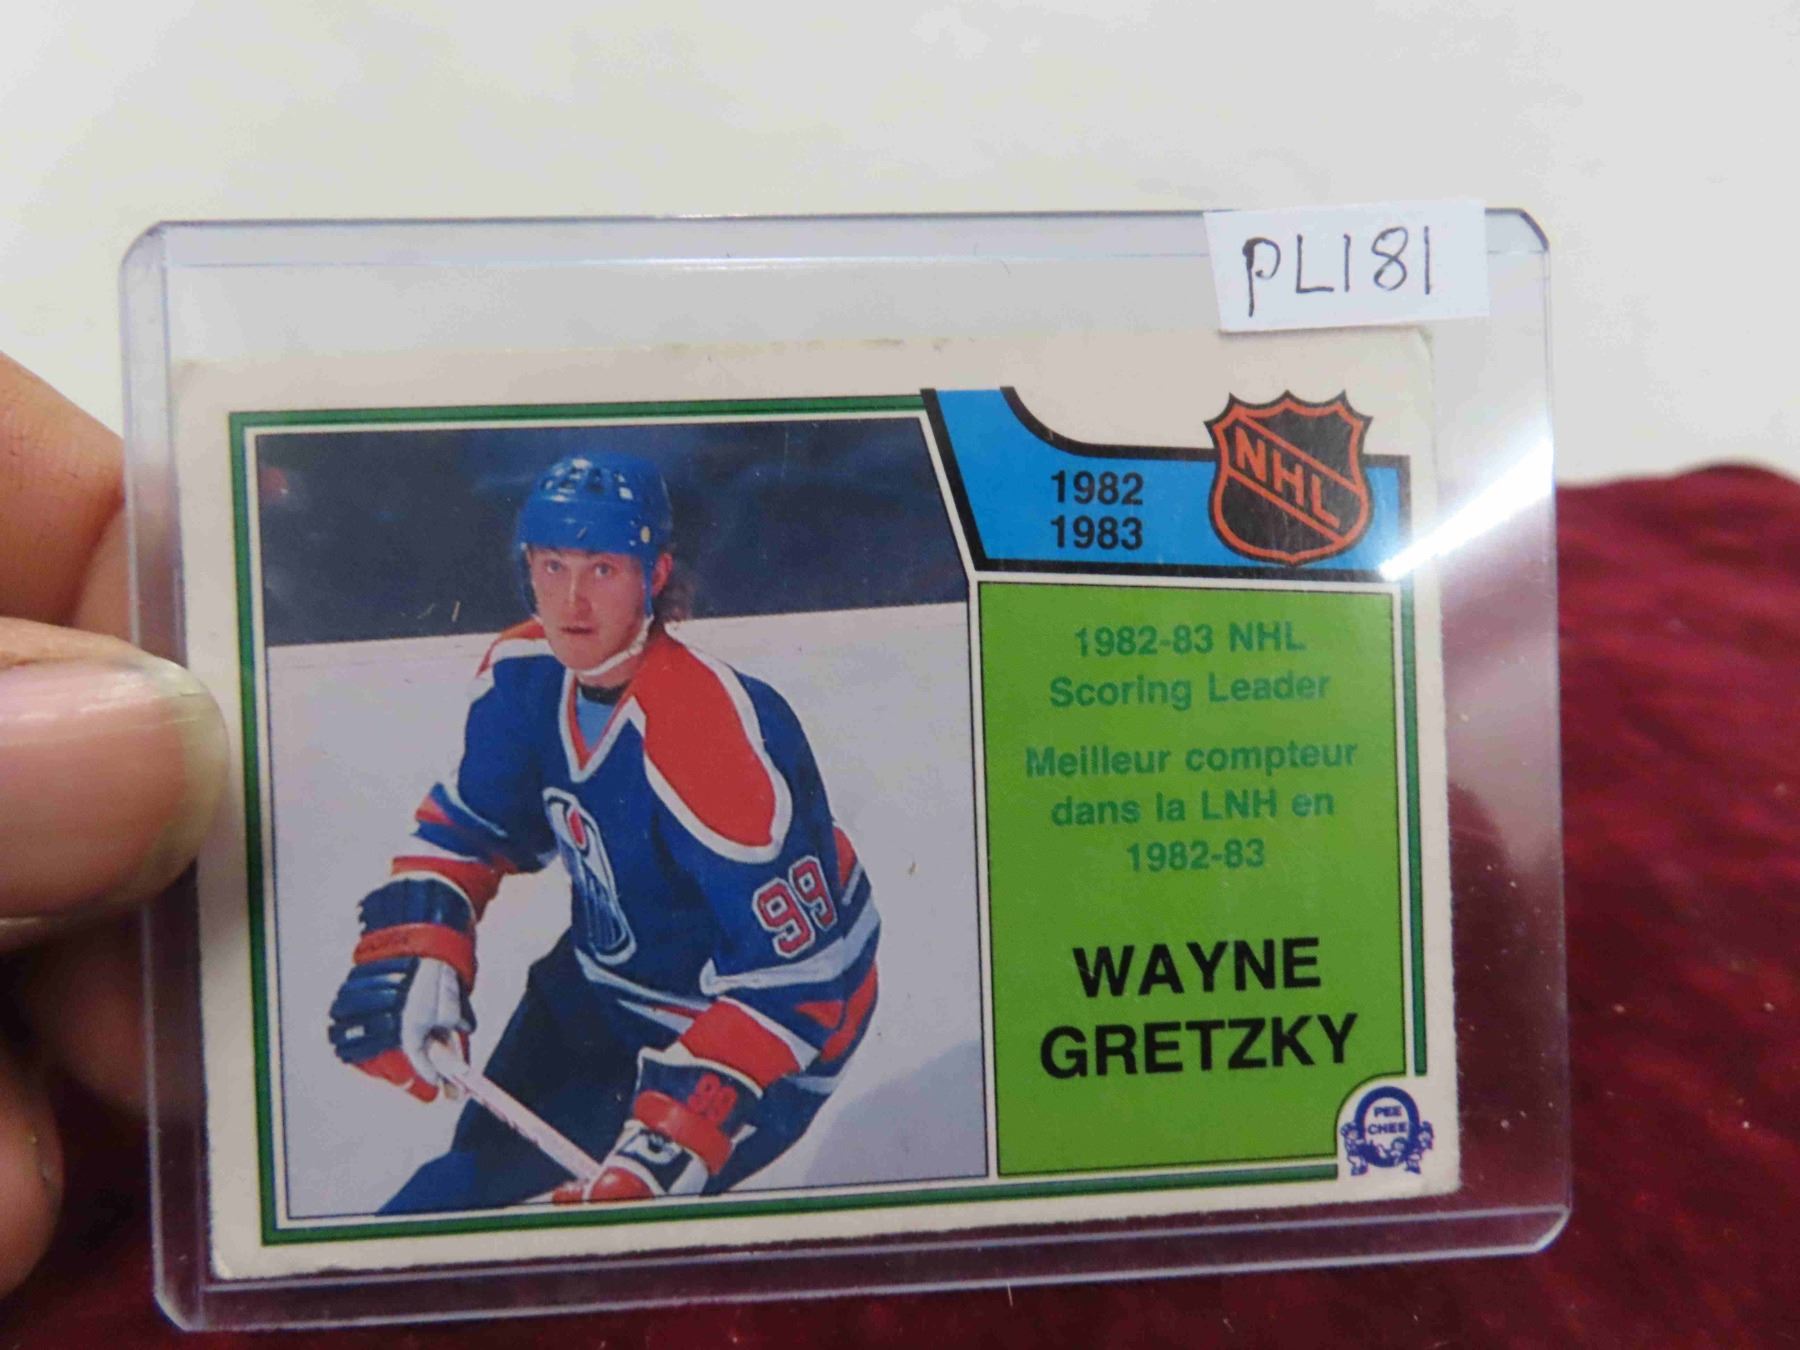 PL181
1982
1983
NHL
1982-83 NHL
Scoring Leader
Meilleur compteur
dans la LNH en
1982-83
WAYNE
GRETZKY
PEE
CHEE
99
99